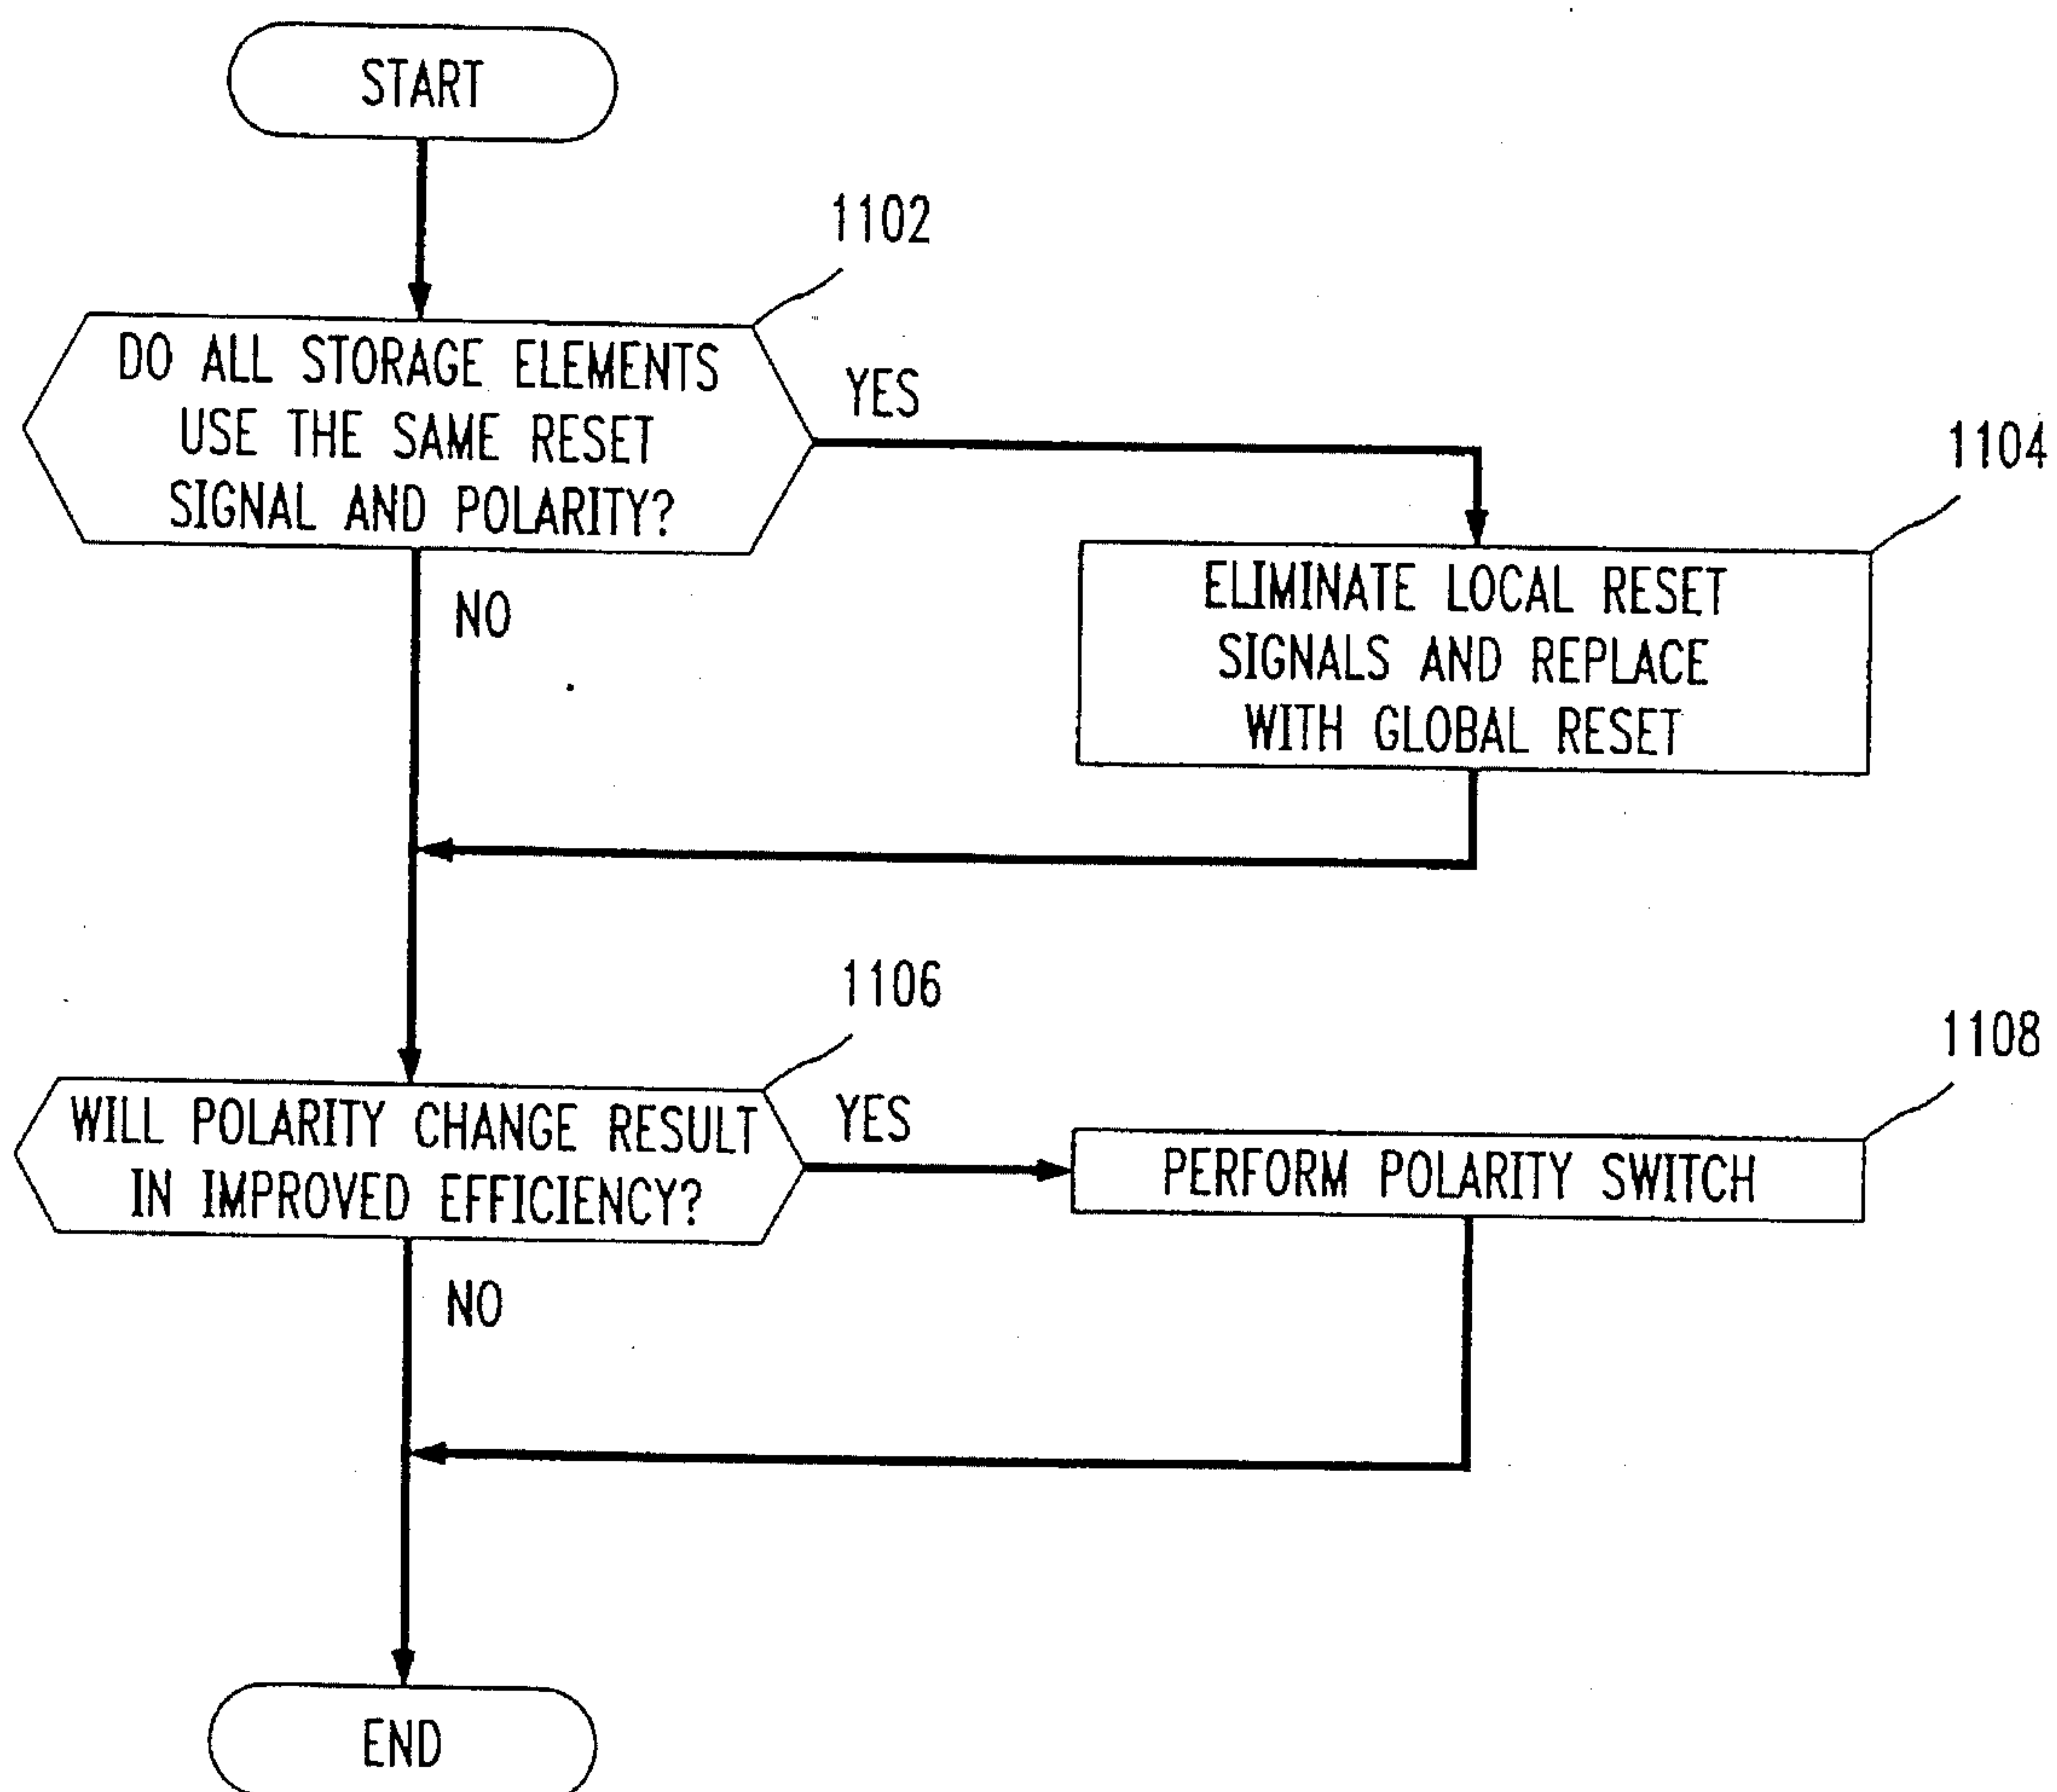 START
1102
DO ALL STORAGE ELEMENTS
USE THE SAME RESET
SIGNAL AND POLARITY?
YES
1104
ELIMINATE LOCAL RESET
SIGNALS AND REPLACE
WITH GLOBAL RESET
NO
1106
WILL POLARITY CHANGE RESULT
IN IMPROVED EFFICIENCY?
YES
1108
PERFORM POLARITY SWITCH
NO
END